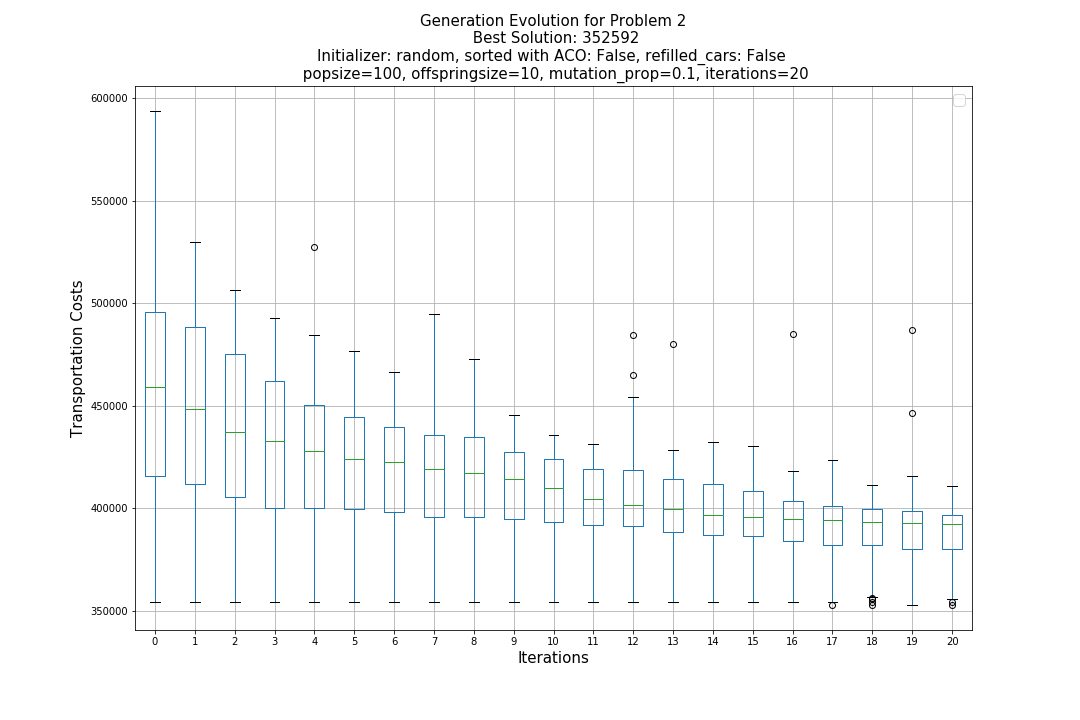 Generation Evolution for Problem 2
Best Solution: 352592
Initializer: random, sorted with ACO: False, refilled_cars: False
popsize=100, offspringsize=10, mutation_prop=0.1, iterations=20
600000
550000
500000
450000
400000
350000
Transportation Costs
0 1 2 3 4 5 6 7 8 9 10 11 12 13 14 15 16 17 18 19 20
Iterations